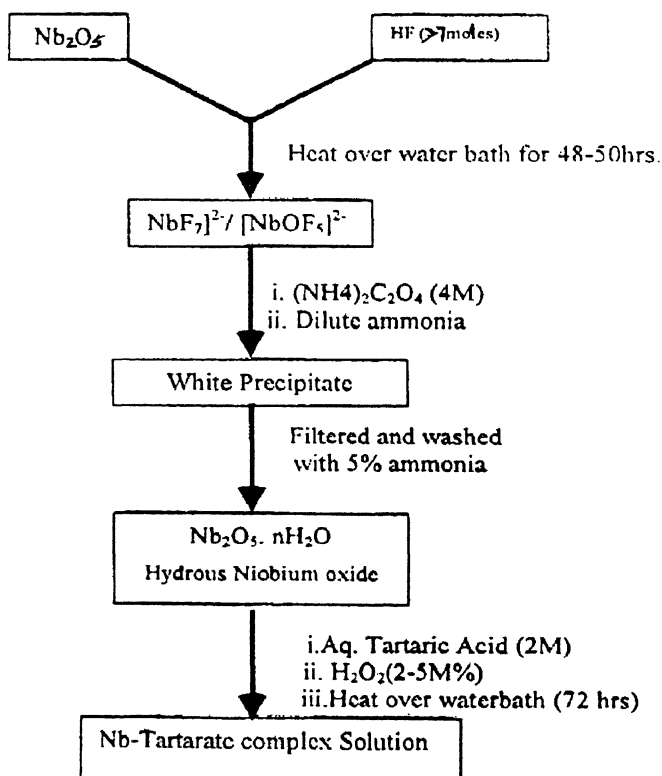 Nb₂O₅
HF (>7moles)
Heat over water bath for 48-50hrs.
NbF₇]²⁻/ [NbOF₅]²⁻
i. (NH4)₂C₂O₄ (4M)
ii. Dilute ammonia
White Precipitate
Filtered and washed
with 5% ammonia
Nb₂O₅. nH₂O
Hydrous Niobium oxide
i.Aq. Tartaric Acid (2M)
ii. H₂O₂(2-5M%)
iii.Heat over waterbath (72 hrs)
Nb-Tartarate complex Solution